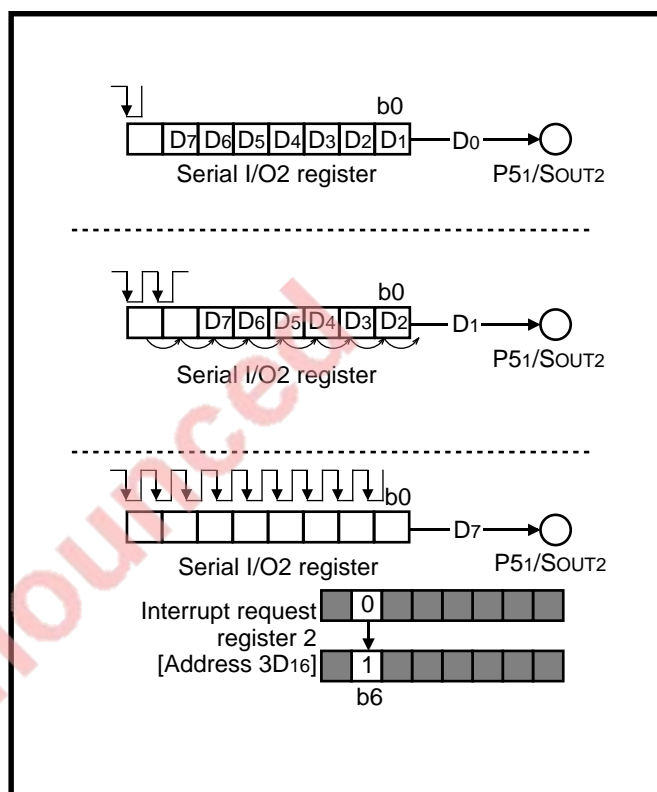 b0
D7 D6 D5 D4 D3 D2 D1 D0
Serial I/O2 register P51/SOUT2
b0
D7 D6 D5 D4 D3 D2 D1
Serial I/O2 register P51/SOUT2
b0
D7
Serial I/O2 register P51/SOUT2
Interrupt request 0
register 2
[Address 3D16] 1
b6
nounced